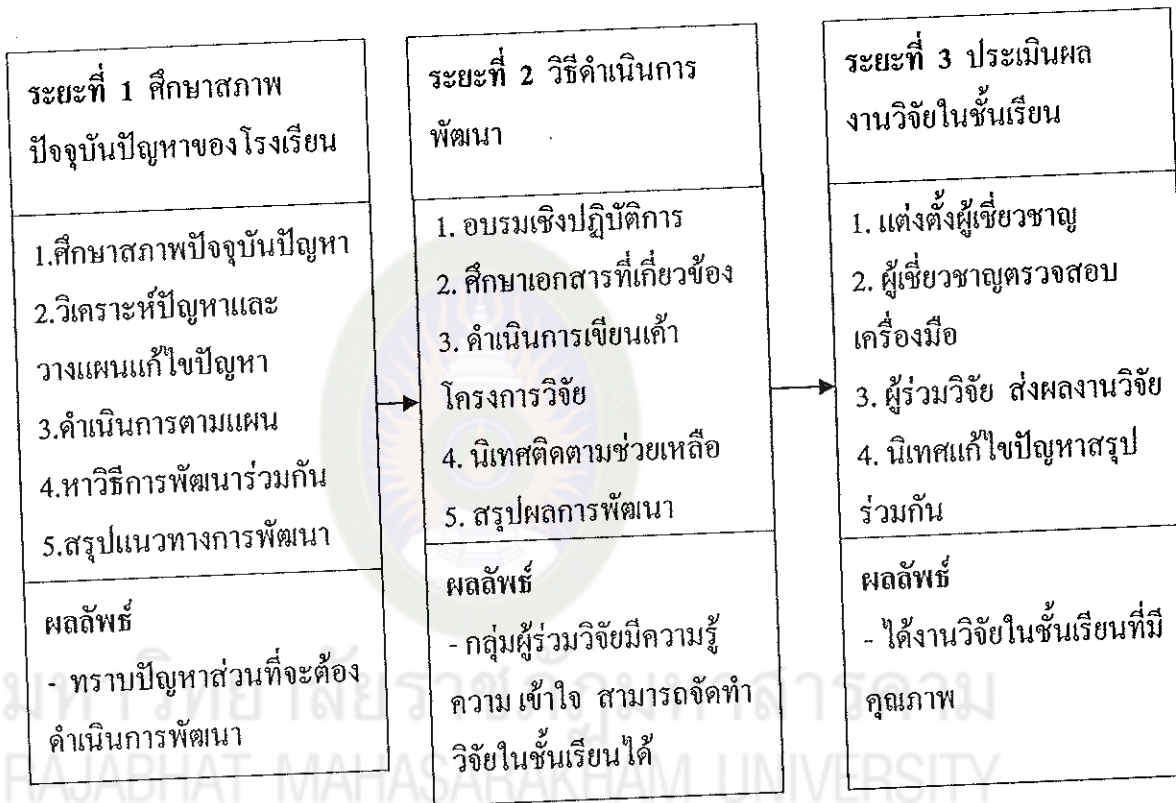 ระยะที่ 1 ศึกษาสภาพ
ปัจจุบันปัญหาของโรงเรียน
1.ศึกษาสภาพปัจจุบันปัญหา
2.วิเคราะห์ปัญหาและ
วางแผนแก้ไขปัญหา
3.ดำเนินการตามแผน
4.หาวิธีการพัฒนาร่วมกัน
5.สรุปแนวทางการพัฒนา
ผลลัพธ์
- ทราบปัญหาส่วนที่จะต้อง
ดำเนินการพัฒนา
ระยะที่ 2 วิธีดำเนินการ
พัฒนา
1. อบรมเชิงปฏิบัติการ
2. ศึกษาเอกสารที่เกี่ยวข้อง
3. ดำเนินการเขียนเค้า
โครงการวิจัย
4. นิเทศติดตามช่วยเหลือ
5. สรุปผลการพัฒนา
ผลลัพธ์
- กลุ่มผู้ร่วมวิจัยมีความรู้
ความ เข้าใจ สามารถจัดทำ
วิจัยในชั้นเรียนได้
ระยะที่ 3 ประเมินผล
งานวิจัยในชั้นเรียน
1. แต่งตั้งผู้เชี่ยวชาญ
2. ผู้เชี่ยวชาญตรวจสอบ
เครื่องมือ
3. ผู้ร่วมวิจัย ส่งผลงานวิจัย
4. นิเทศแก้ไขปัญหาสรุป
ร่วมกัน
ผลลัพธ์
- ได้งานวิจัยในชั้นเรียนที่มี
คุณภาพ
มหาวิทยาลัยราชภัฏมหาสารคาม
RAJABHAT MAHASARAKHAM UNIVERSITY